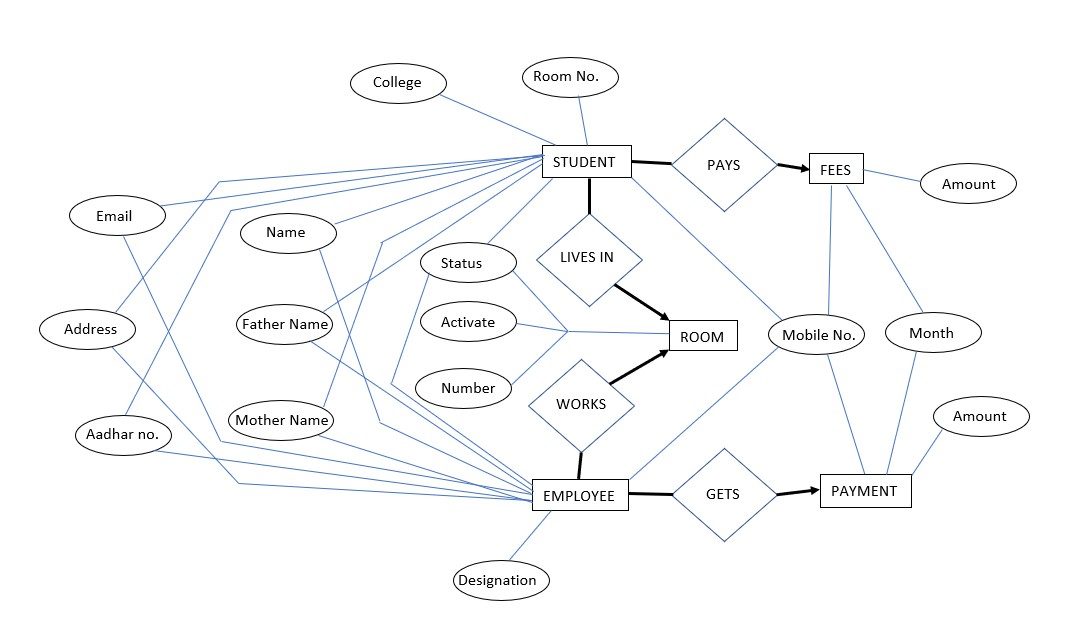 College
Room No.
STUDENT
PAYS
FEES
Amount
Email
Name
Status
LIVES IN
Address
Father Name
Activate
ROOM
Mobile No.
Month
Number
WORKS
Aadhar no.
Mother Name
Amount
EMPLOYEE
GETS
PAYMENT
Designation